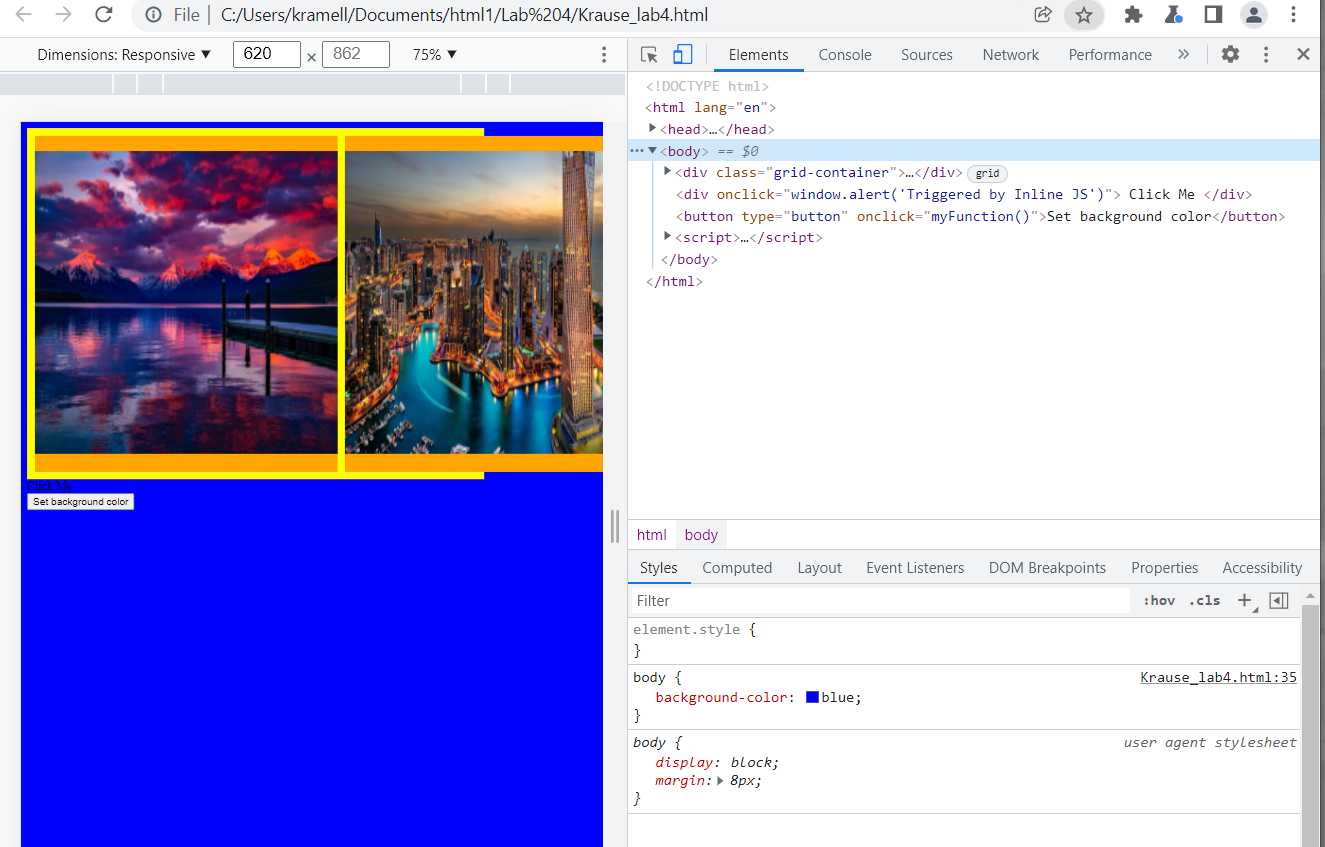 File | C:/Users/kramell/Documents/html1/Lab%204/Krause_lab4.html
Dimensions: Responsive ▼ 620 × 862 75% ▼
Elements Console Sources Network Performance »
<!DOCTYPE html>
<html lang="en">
▶<head>…</head>
••• ▼<body> == $0
▶<div class="grid-container">…</div> grid
<div onclick="window.alert('Triggered by Inline JS')"> Click Me </div>
<button type="button" onclick="myFunction()">Set background color</button>
▶<script>…</script>
</body>
</html>
Click Me
Set background color
html body
Styles Computed Layout Event Listeners DOM Breakpoints Properties Accessibility
Filter :hov .cls +
element.style {
}
body { Krause_lab4.html:35
background-color: blue;
}
body { user agent stylesheet
display: block;
margin:▶ 8px;
}